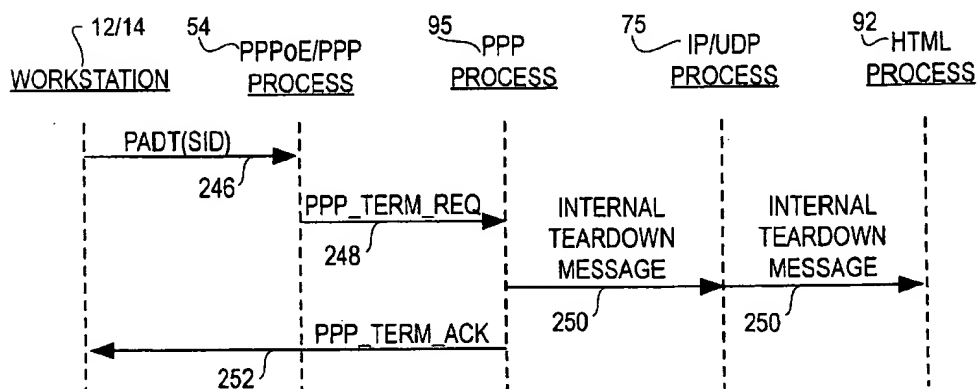 12/14
WORKSTATION
54
PPPoE/PPP
PROCESS
95
PPP
PROCESS
75
IP/UDP
PROCESS
92
HTML
PROCESS
PADT(SID)
246
PPP_TERM_REQ
248
INTERNAL
TEARDOWN
MESSAGE
250
INTERNAL
TEARDOWN
MESSAGE
250
PPP_TERM_ACK
252